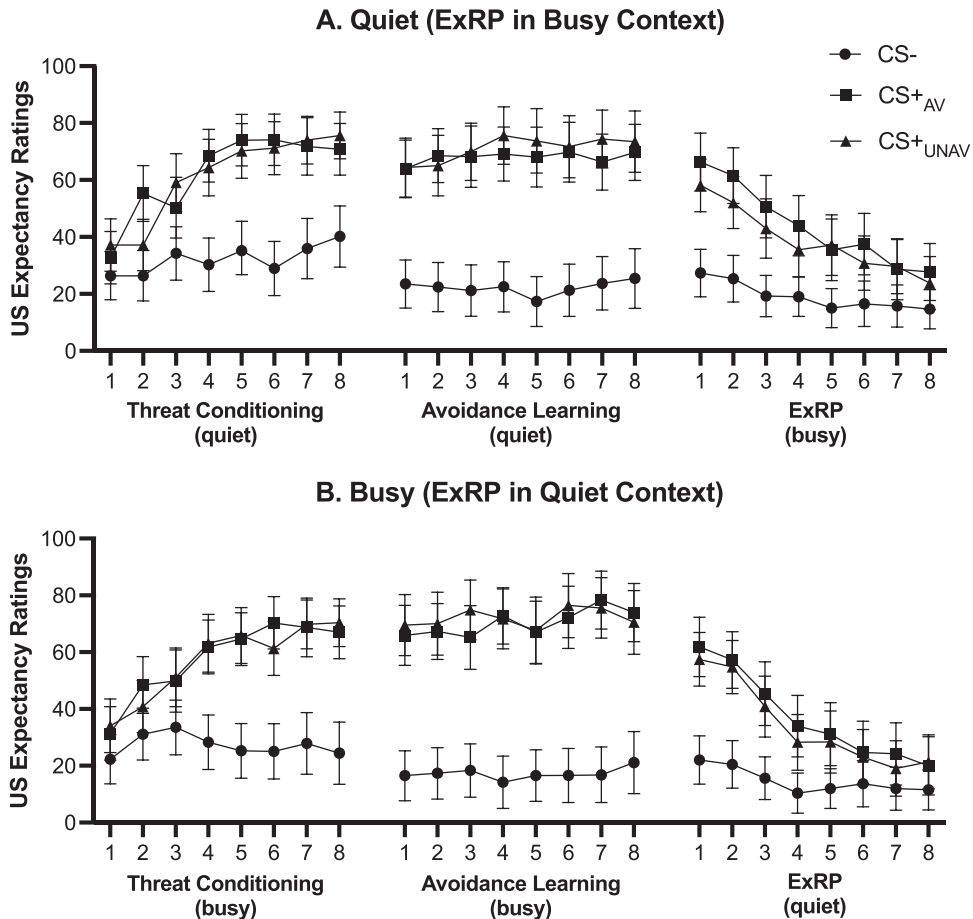 A. Quiet (ExRP in Busy Context)
CS-
CS+AV
CS+UNAV
US Expectancy Ratings
100
80
60
40
20
0
1 2 3 4 5 6 7 8
Threat Conditioning
(quiet)
1 2 3 4 5 6 7 8
Avoidance Learning
(quiet)
1 2 3 4 5 6 7 8
ExRP
(busy)
B. Busy (ExRP in Quiet Context)
US Expectancy Ratings
100
80
60
40
20
0
1 2 3 4 5 6 7 8
Threat Conditioning
(busy)
1 2 3 4 5 6 7 8
Avoidance Learning
(busy)
1 2 3 4 5 6 7 8
ExRP
(quiet)